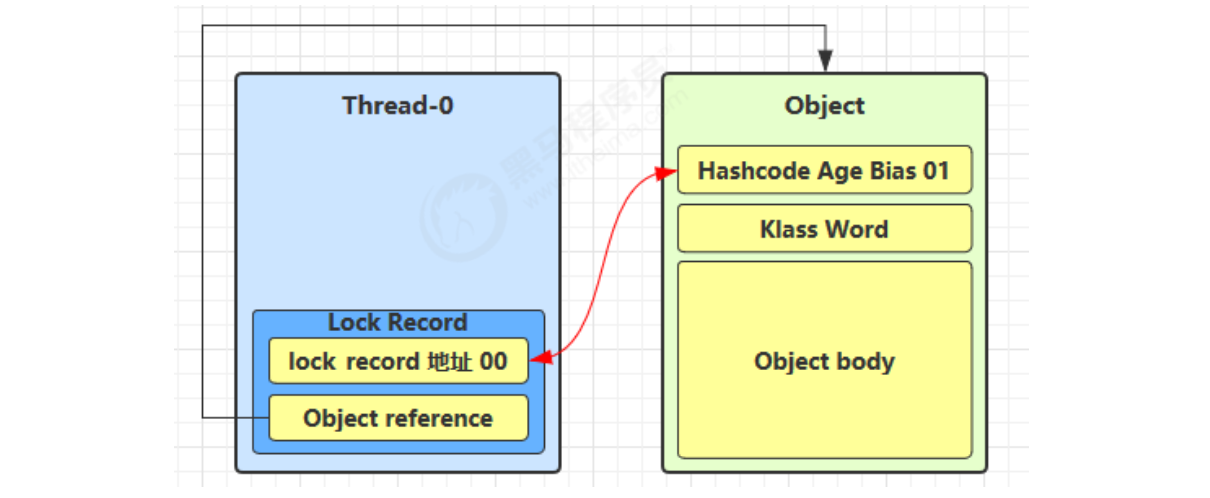 Thread-0
Object
黑马程序员
www.itheima.com
Hashcode Age Bias 01
Klass Word
Lock Record
lock record 地址 00
Object body
Object reference